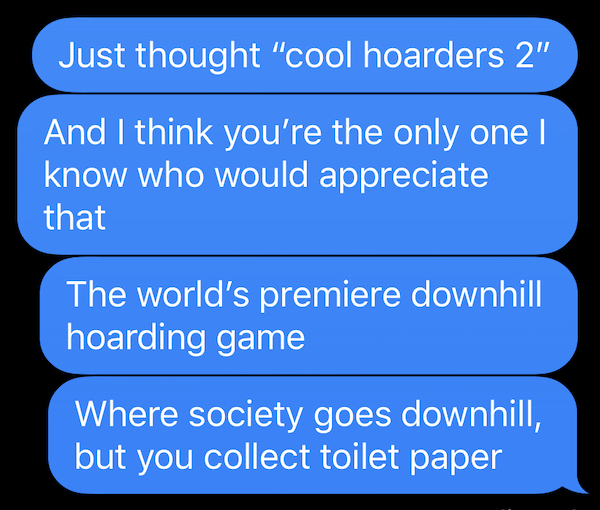 Just thought “cool hoarders 2”
And I think you’re the only one I
know who would appreciate
that
The world’s premiere downhill
hoarding game
Where society goes downhill,
but you collect toilet paper